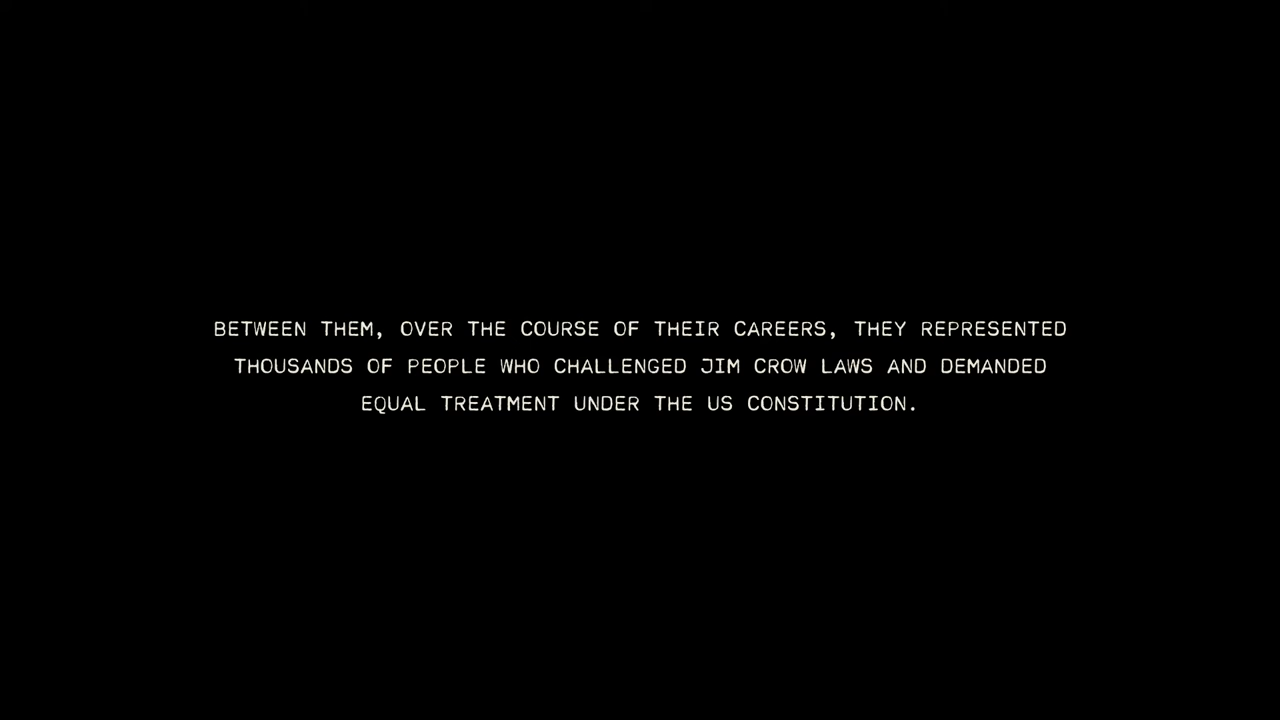 BETWEEN THEM, OVER THE COURSE OF THEIR CAREERS, THEY REPRESENTED
THOUSANDS OF PEOPLE WHO CHALLENGED JIM CROW LAWS AND DEMANDED
EQUAL TREATMENT UNDER THE US CONSTITUTION.